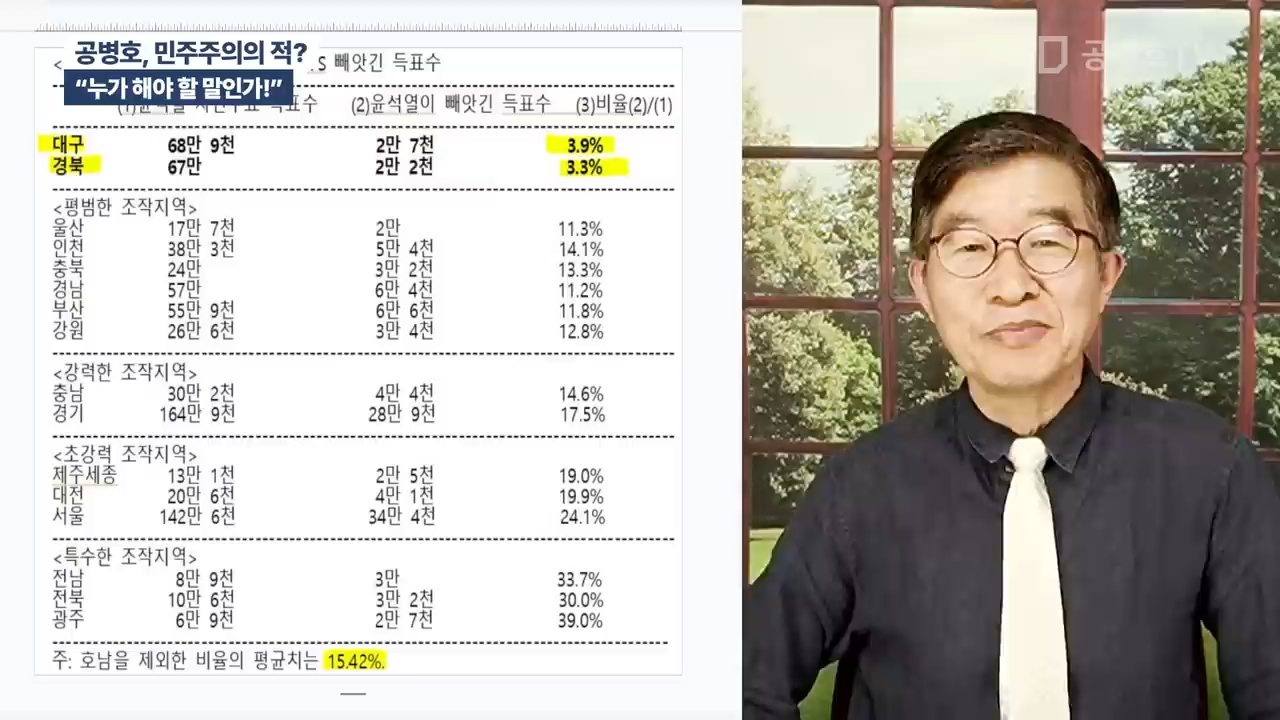 공병호, 민주주의의 적?
“누가 해야 할 말인가!”
<
S 빼앗긴 득표수
(2)윤석열이 빼앗긴 득표수 (3)비율(2)/(1)
대구 68만 9천 2만 7천 3.9%
경북 67만 2만 2천 3.3%
<평범한 조작지역>
울산 17만 7천 2만 11.3%
인천 38만 3천 5만 4천 14.1%
충북 24만 3만 2천 13.3%
경남 57만 6만 4천 11.2%
부산 55만 9천 6만 6천 11.8%
강원 26만 6천 3만 4천 12.8%
<강력한 조작지역>
충남 30만 2천 4만 4천 14.6%
경기 164만 9천 28만 9천 17.5%
<초강력 조작지역>
제주세종 13만 1천 2만 5천 19.0%
대전 20만 6천 4만 1천 19.9%
서울 142만 6천 34만 4천 24.1%
<특수한 조작지역>
전남 8만 9천 3만 33.7%
전북 10만 6천 3만 2천 30.0%
광주 6만 9천 2만 7천 39.0%
주: 호남을 제외한 비율의 평균치는 15.42%.